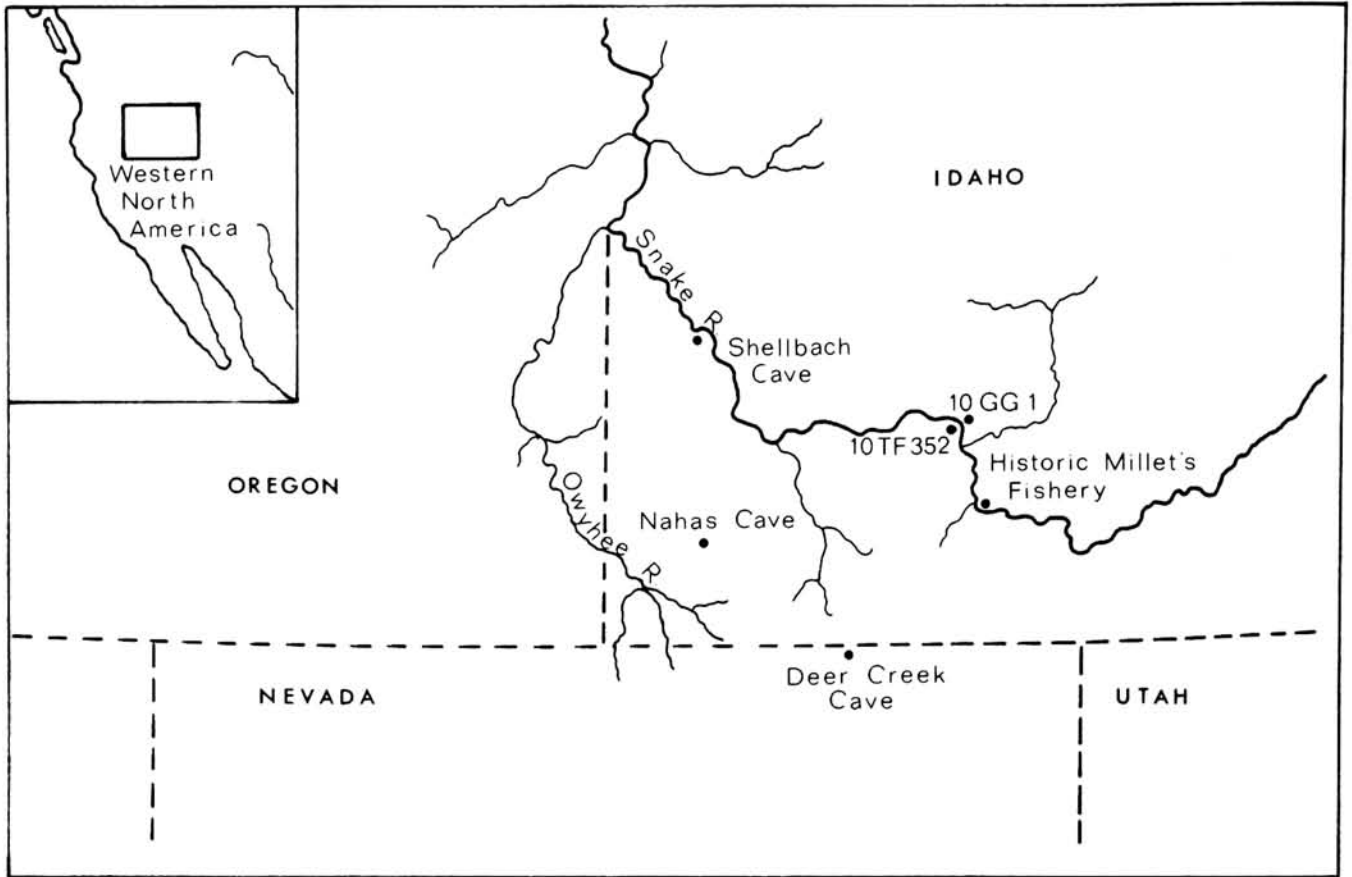 Western
North
America
IDAHO
Snake R.
Shellbach
Cave
10 GG 1
10 TF 352
Historic Millet's
Fishery
OREGON
Owyhee R.
Nahas Cave
Deer Creek
Cave
NEVADA
UTAH